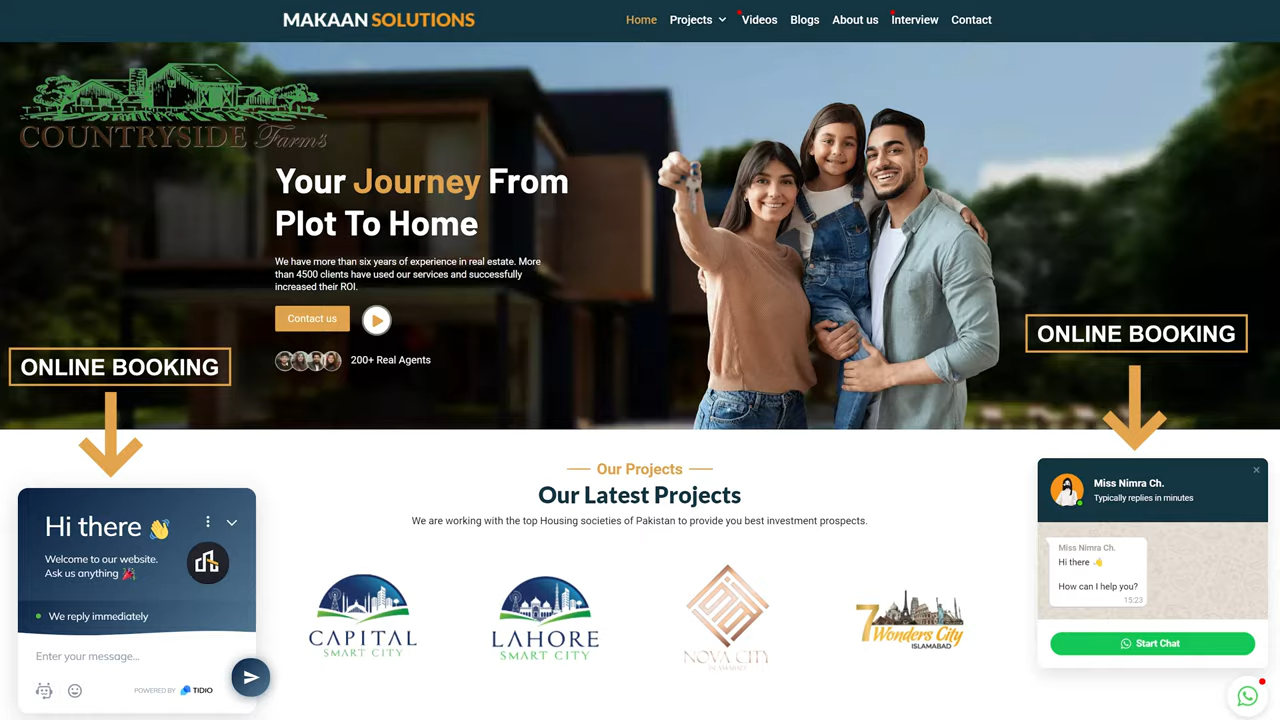 MAKAAN SOLUTIONS
Home Projects Videos Blogs About us Interview Contact
COUNTRYSIDE Farms
Your Journey From
Plot To Home
We have more than six years of experience in real estate. More
than 4500 clients have used our services and successfully
increased their ROI.
Contact us
200+ Real Agents
ONLINE BOOKING
ONLINE BOOKING
Our Projects
Our Latest Projects
We are working with the top Housing societies of Pakistan to provide you best investment prospects.
CAPITAL
SMART CITY
LAHORE
SMART CITY
NOVA CITY
ISLAMABAD
7 Wonders City
ISLAMABAD
Hi there 👋
Welcome to our website.
Ask us anything 🎉
We reply immediately
Enter your message...
POWERED BY TIDIO
Miss Nimra Ch.
Typically replies in minutes
Miss Nimra Ch.
Hi there 👋
How can I help you?
15:23
Start Chat